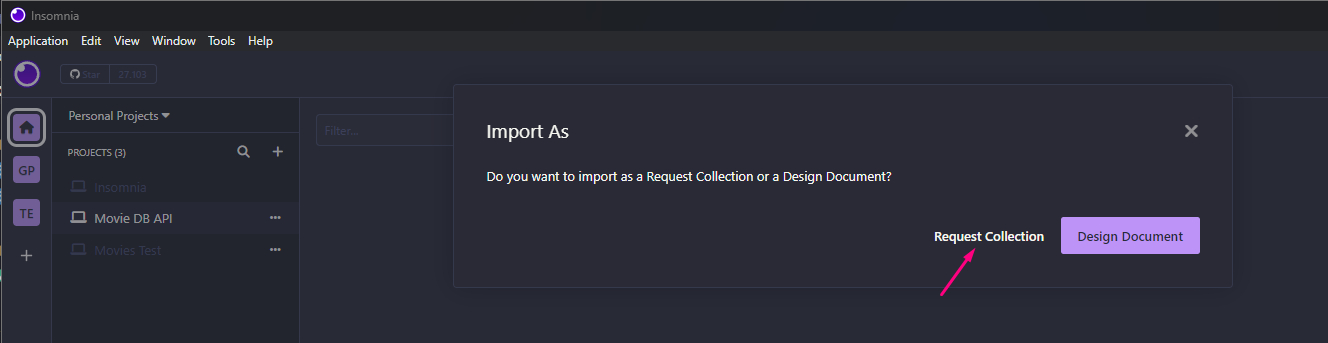 Insomnia
Application Edit View Window Tools Help
Star 27.103
Personal Projects
Filter...
Import As
PROJECTS (3)
GP
Insomnia
Do you want to import as a Request Collection or a Design Document?
TE
Movie DB API
Request Collection Design Document
Movies Test